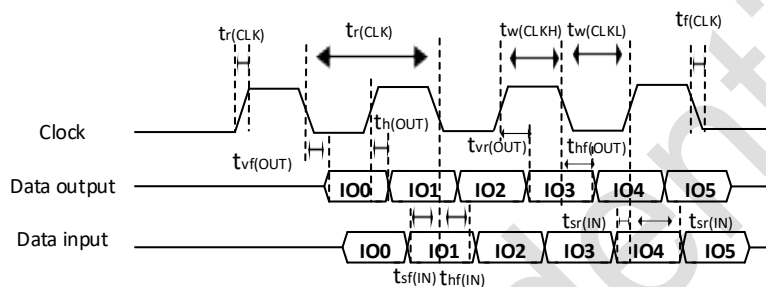 tr(CLK) tr(CLK) tw(CLKH) tw(CLKL) tf(CLK)
Clock
tvf(OUT) th(OUT) tvr(OUT) thf(OUT)
Data output IO0 IO1 IO2 IO3 IO4 IO5
tsr(IN) tsr(IN)
Data input IO0 IO1 IO2 IO3 IO4 IO5
tsf(IN) thf(IN)